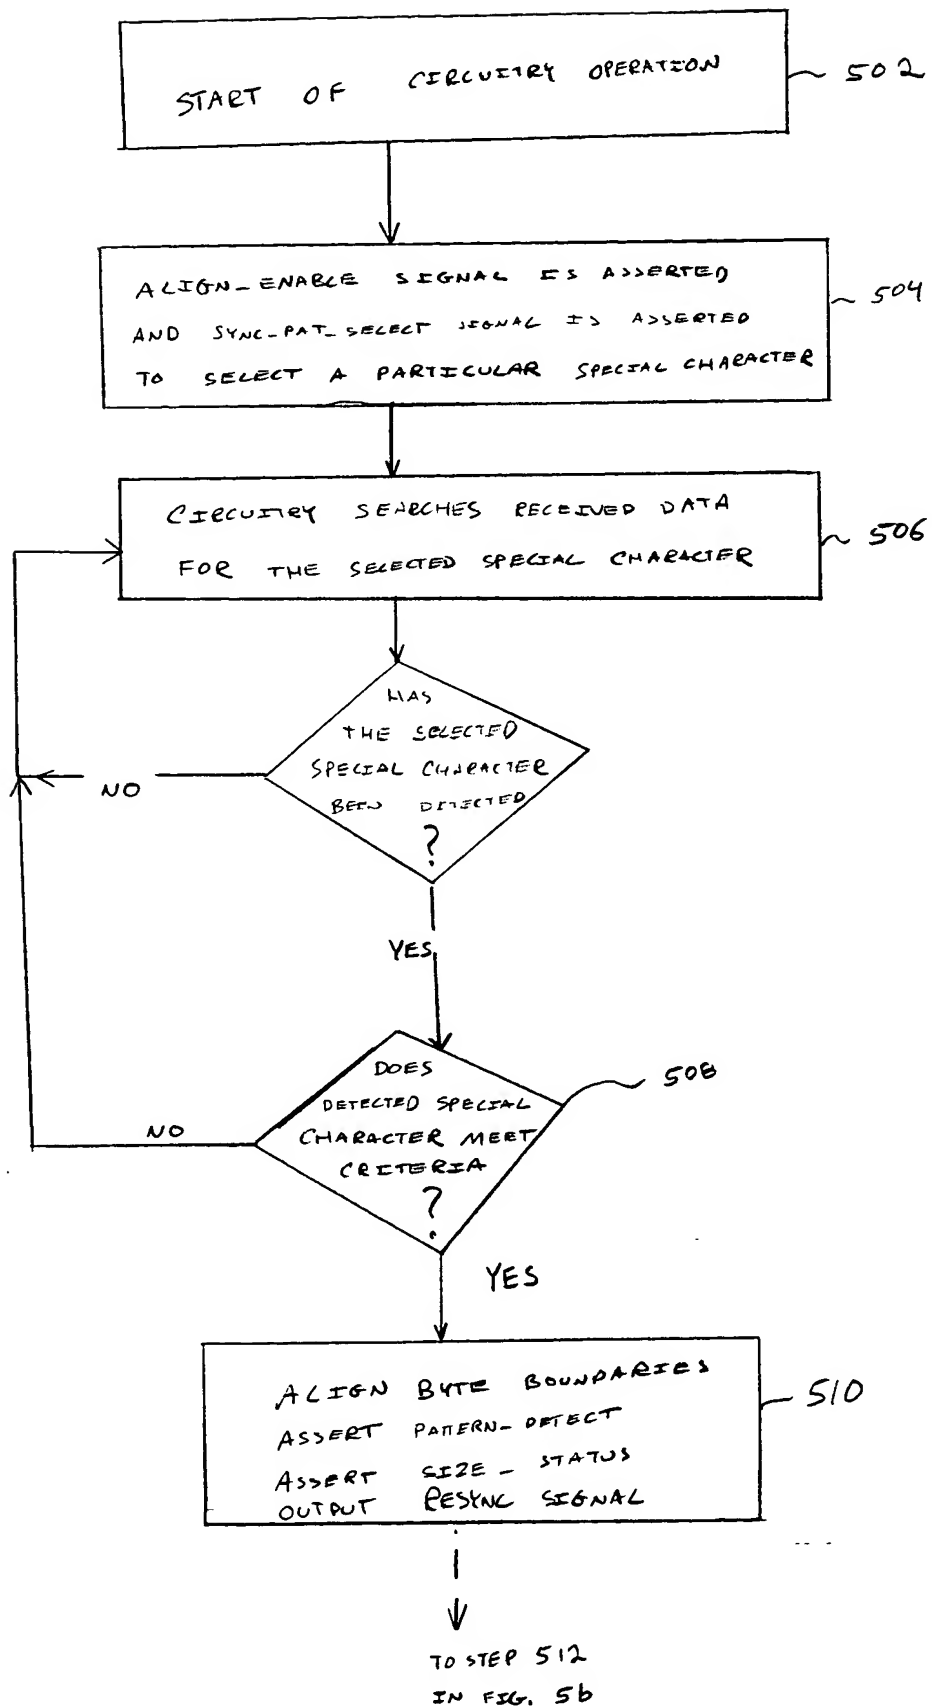 START OF CIRCUITRY OPERATION
502
ALIGN_ENABLE SIGNAL IS ASSERTED
AND SYNC_PAT_SELECT SIGNAL IS ASSERTED
TO SELECT A PARTICULAR SPECIAL CHARACTER
504
CIRCUITRY SEARCHES RECEIVED DATA
FOR THE SELECTED SPECIAL CHARACTER
506
HAS
THE SELECTED
SPECIAL CHARACTER
BEEN DETECTED
?
NO
YES
DOES
DETECTED SPECIAL
CHARACTER MEET
CRITERIA
?
508
NO
YES
ALIGN BYTE BOUNDARIES
ASSERT PATTERN_DETECT
ASSERT SIZE_STATUS
OUTPUT RESYNC SIGNAL
510
TO STEP 512
IN FIG. 5b